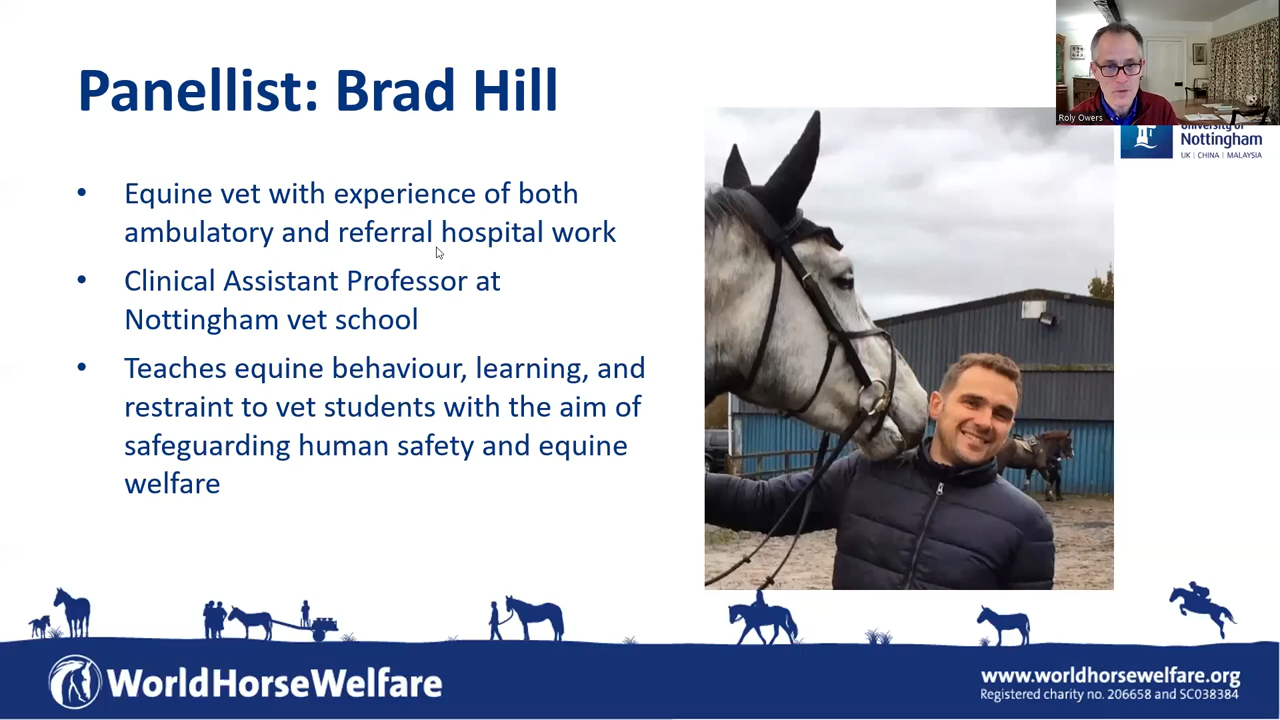 Panellist: Brad Hill
Roly Owers
University of
Nottingham
UK | CHINA | MALAYSIA
• Equine vet with experience of both
ambulatory and referral hospital work
• Clinical Assistant Professor at
Nottingham vet school
• Teaches equine behaviour, learning, and
restraint to vet students with the aim of
safeguarding human safety and equine
welfare
WorldHorseWelfare
www.worldhorsewelfare.org
Registered charity no. 206658 and SC038384